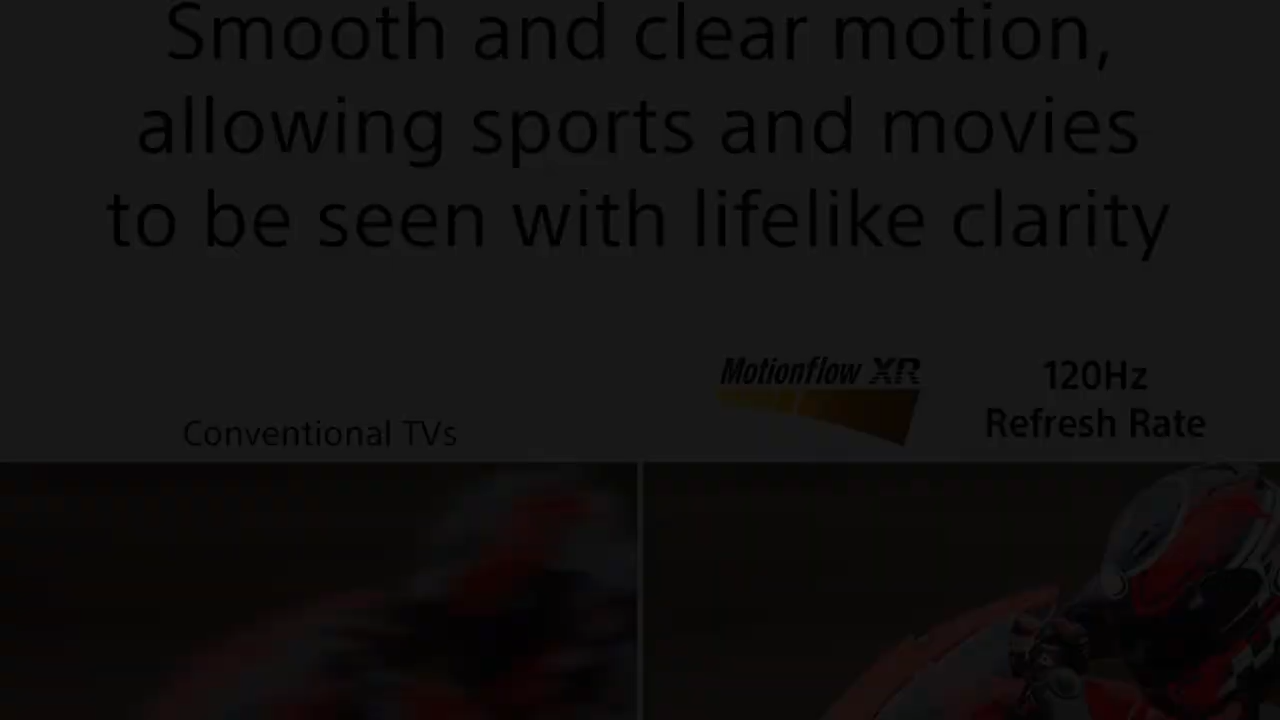 Smooth and clear motion,
allowing sports and movies
to be seen with lifelike clarity
Motionflow XR
120Hz
Refresh Rate
Conventional TVs